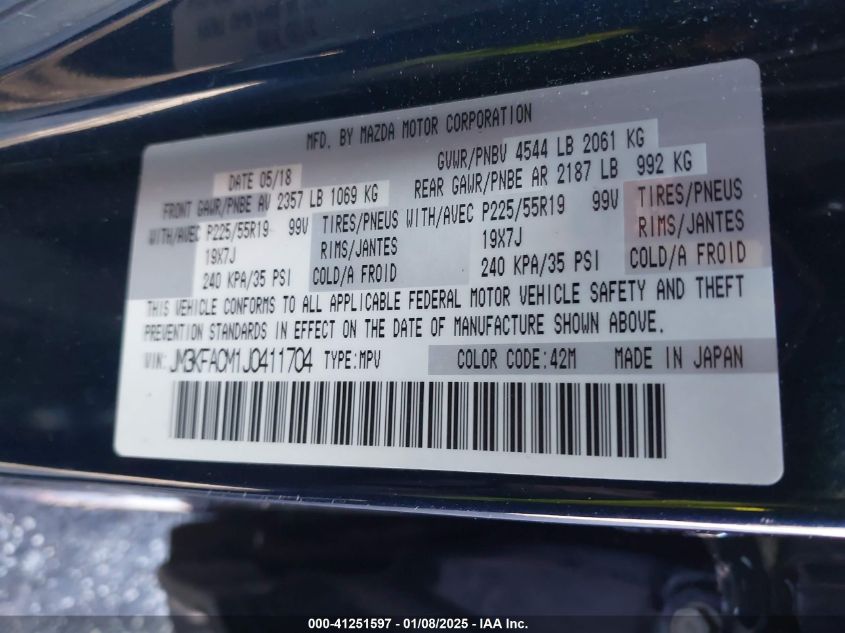 MFD. BY MAZDA MOTOR CORPORATION
DATE 05/18 GVWR/PNBV 4544 LB 2061 KG
FRONT GAWR/PNBE AV 2357 LB 1069 KG REAR GAWR/PNBE AR 2187 LB 992 KG
WITH/AVEC P225/55R19 99V TIRES/PNEUS WITH/AVEC P225/55R19 99V TIRES/PNEUS
19X7J RIMS/JANTES 19X7J RIMS/JANTES
240 KPA/35 PSI COLD/A FROID 240 KPA/35 PSI COLD/A FROID
THIS VEHICLE CONFORMS TO ALL APPLICABLE FEDERAL MOTOR VEHICLE SAFETY AND THEFT
PREVENTION STANDARDS IN EFFECT ON THE DATE OF MANUFACTURE SHOWN ABOVE.
VIN: JM3KFACM1J0411704 TYPE:MPV COLOR CODE:42M MADE IN JAPAN
000-41251597 - 01/08/2025 - IAA Inc.